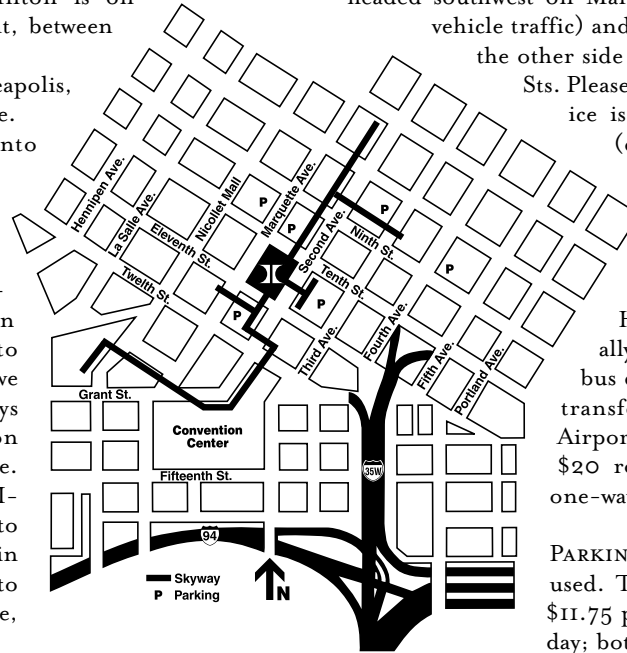 ton is on
t, between
eapolis,
e.
nto
n
to
we
ys
on
e.
I-
to
in
to
e,
headed southwest on Mar
vehicle traffic) and
the other side
Sts. Please
ice is
H
ally
bus
transf
Airpor
$20 r
one-wa
PARKIN
used. T
$11.75 p
day; bot
Hennipen Ave.
La Salle Ave.
Nicollet Mall
Marquette Ave.
Second Ave.
Eleventh St.
Twelth St.
Ninth St.
Tenth St.
Third Ave.
Fourth Ave.
Fifth Ave.
Portland Ave.
P
P
P
P
P
P
Grant St.
Convention
Center
Fifteenth St.
35W
94
Skyway
P Parking
N